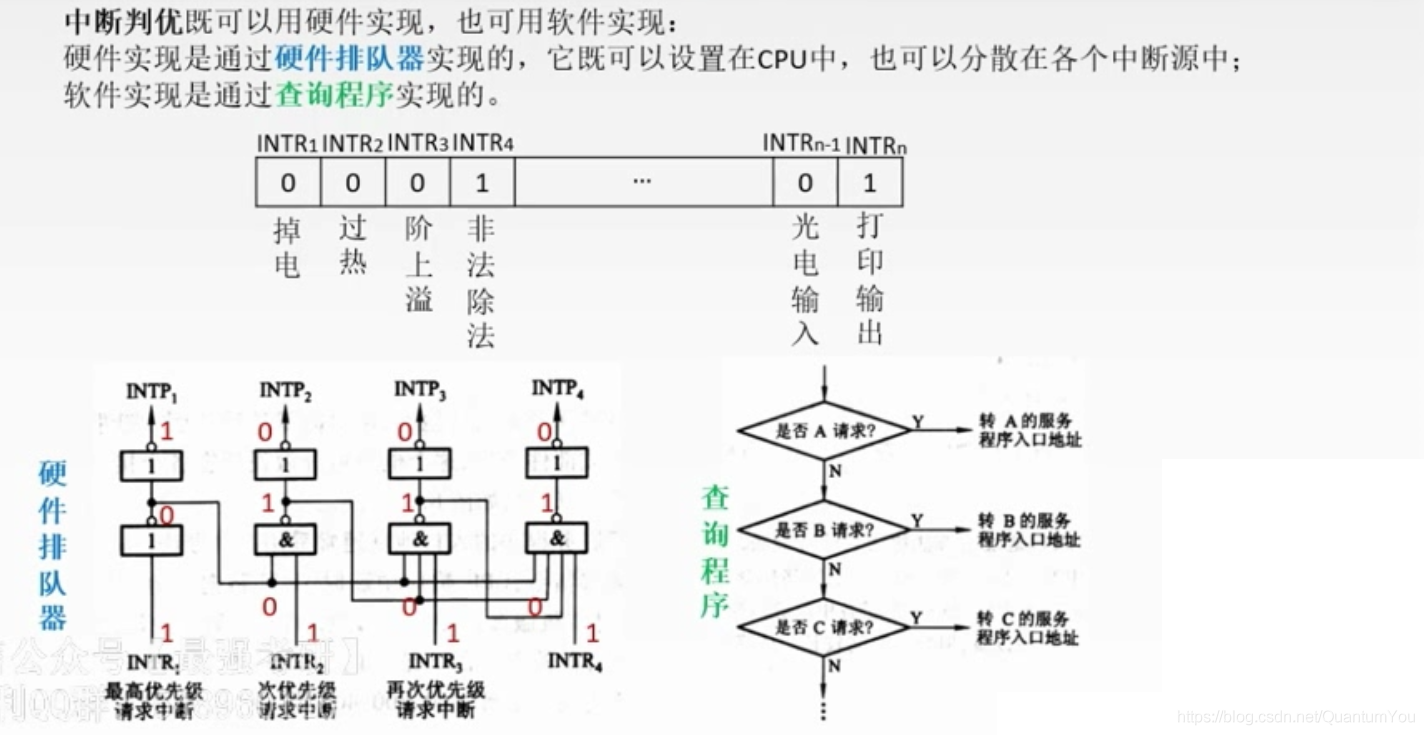 中断判优既可以用硬件实现，也可用软件实现：
硬件实现是通过硬件排队器实现的，它既可以设置在CPU中，也可以分散在各个中断源中；
软件实现是通过查询程序实现的。
INTR1 INTR2 INTR3 INTR4 INTRn-1 INTRn
0 0 0 1 … 0 1
掉电 过热 阶上溢 非法除法 光电输入 打印输出
硬件排队器
INTP₁ INTP₂ INTP₃ INTP₄
1 0 0 0
1 1 1 1
0 1 1 1
1 & & &
0 0 0
1 1 1 1
INTR₁ INTR₂ INTR₃ INTR₄
最高优先级 次优先级 再次优先级
请求中断 请求中断 请求中断
查询程序
是否 A 请求?
Y
转 A 的服务
程序入口地址
N
是否 B 请求?
Y
转 B 的服务
程序入口地址
N
是否 C 请求?
Y
转 C 的服务
程序入口地址
N
⋮
公众号【最强考研】
https://blog.csdn.net/QuantumYou